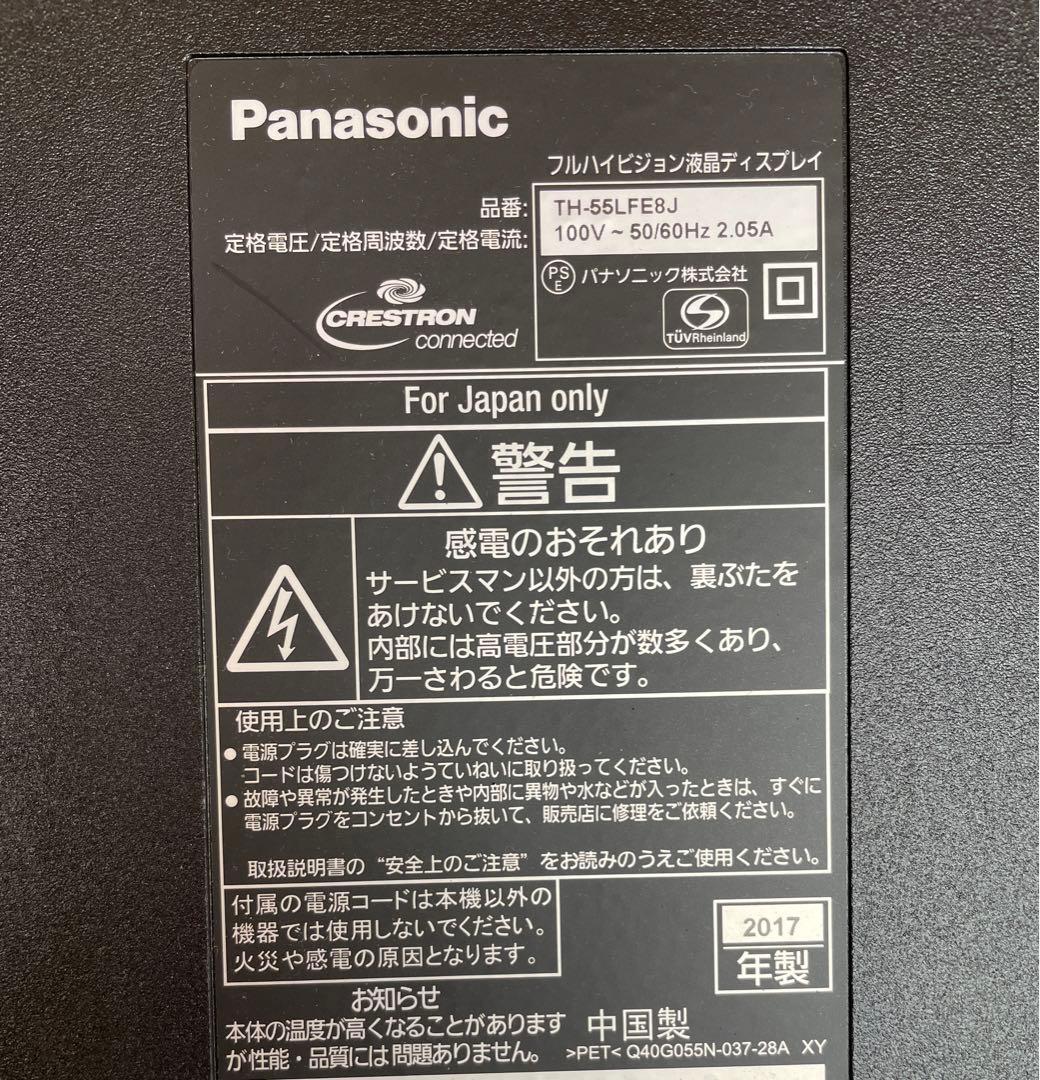 Panasonic
フルハイビジョン液晶ディスプレイ
品番: TH-55LFE8J
定格電圧/定格周波数/定格電流: 100V ~ 50/60Hz 2.05A
PSE パナソニック株式会社
CRESTRON
connected
TÜVRheinland
For Japan only
警告
感電のおそれあり
サービスマン以外の方は、裏ぶたを
あけないでください。
内部には高電圧部分が数多くあり、
万一さわると危険です。
使用上のご注意
● 電源プラグは確実に差し込んでください。
コードは傷つけないようていねいに取り扱ってください。
● 故障や異常が発生したときや内部に異物や水などが入ったときは、すぐに
電源プラグをコンセントから抜いて、販売店に修理をご依頼ください。
取扱説明書の“安全上のご注意”をお読みのうえご使用ください。
付属の電源コードは本機以外の
機器では使用しないでください。
火災や感電の原因となります。
2017
年製
お知らせ
本体の温度が高くなることがあります
が性能・品質には問題ありません。
中国製
>PET< Q40G055N-037-28A XY